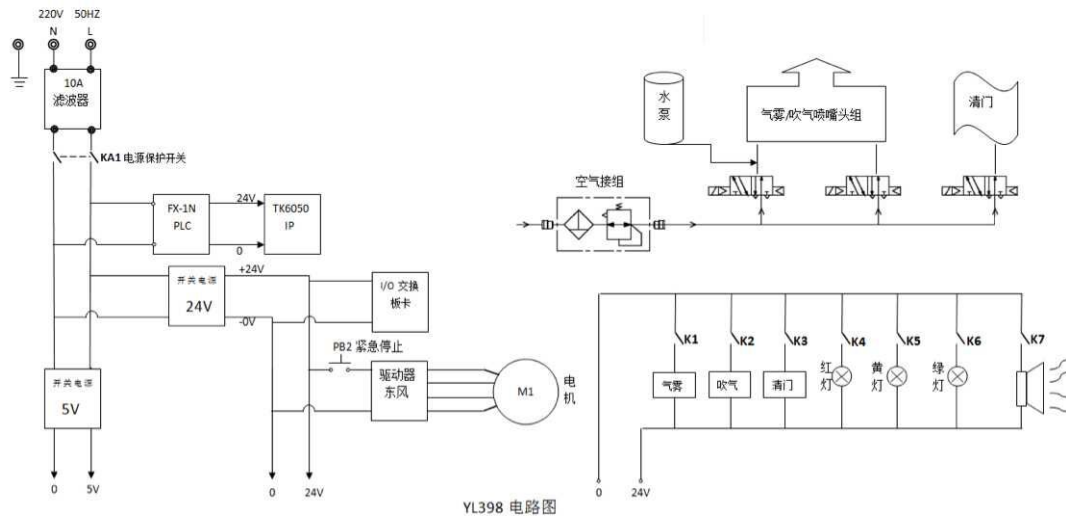 220V 50HZ
N L
10A
滤波器
KA1 电源保护开关
FX-1N
PLC
24V
0
TK6050
IP
开关电源
24V
+24V
-0V
I/O 交换
板卡
PB2 紧急停止
驱动器
东风
M1
电机
开关电源
5V
0 5V
0 24V
水泵
气雾/吹气喷嘴头组
清门
空气接组
K1 K2 K3 K4 K5 K6 K7
气雾
吹气
清门
红灯
黄灯
绿灯
0 24V
YL398 电路图